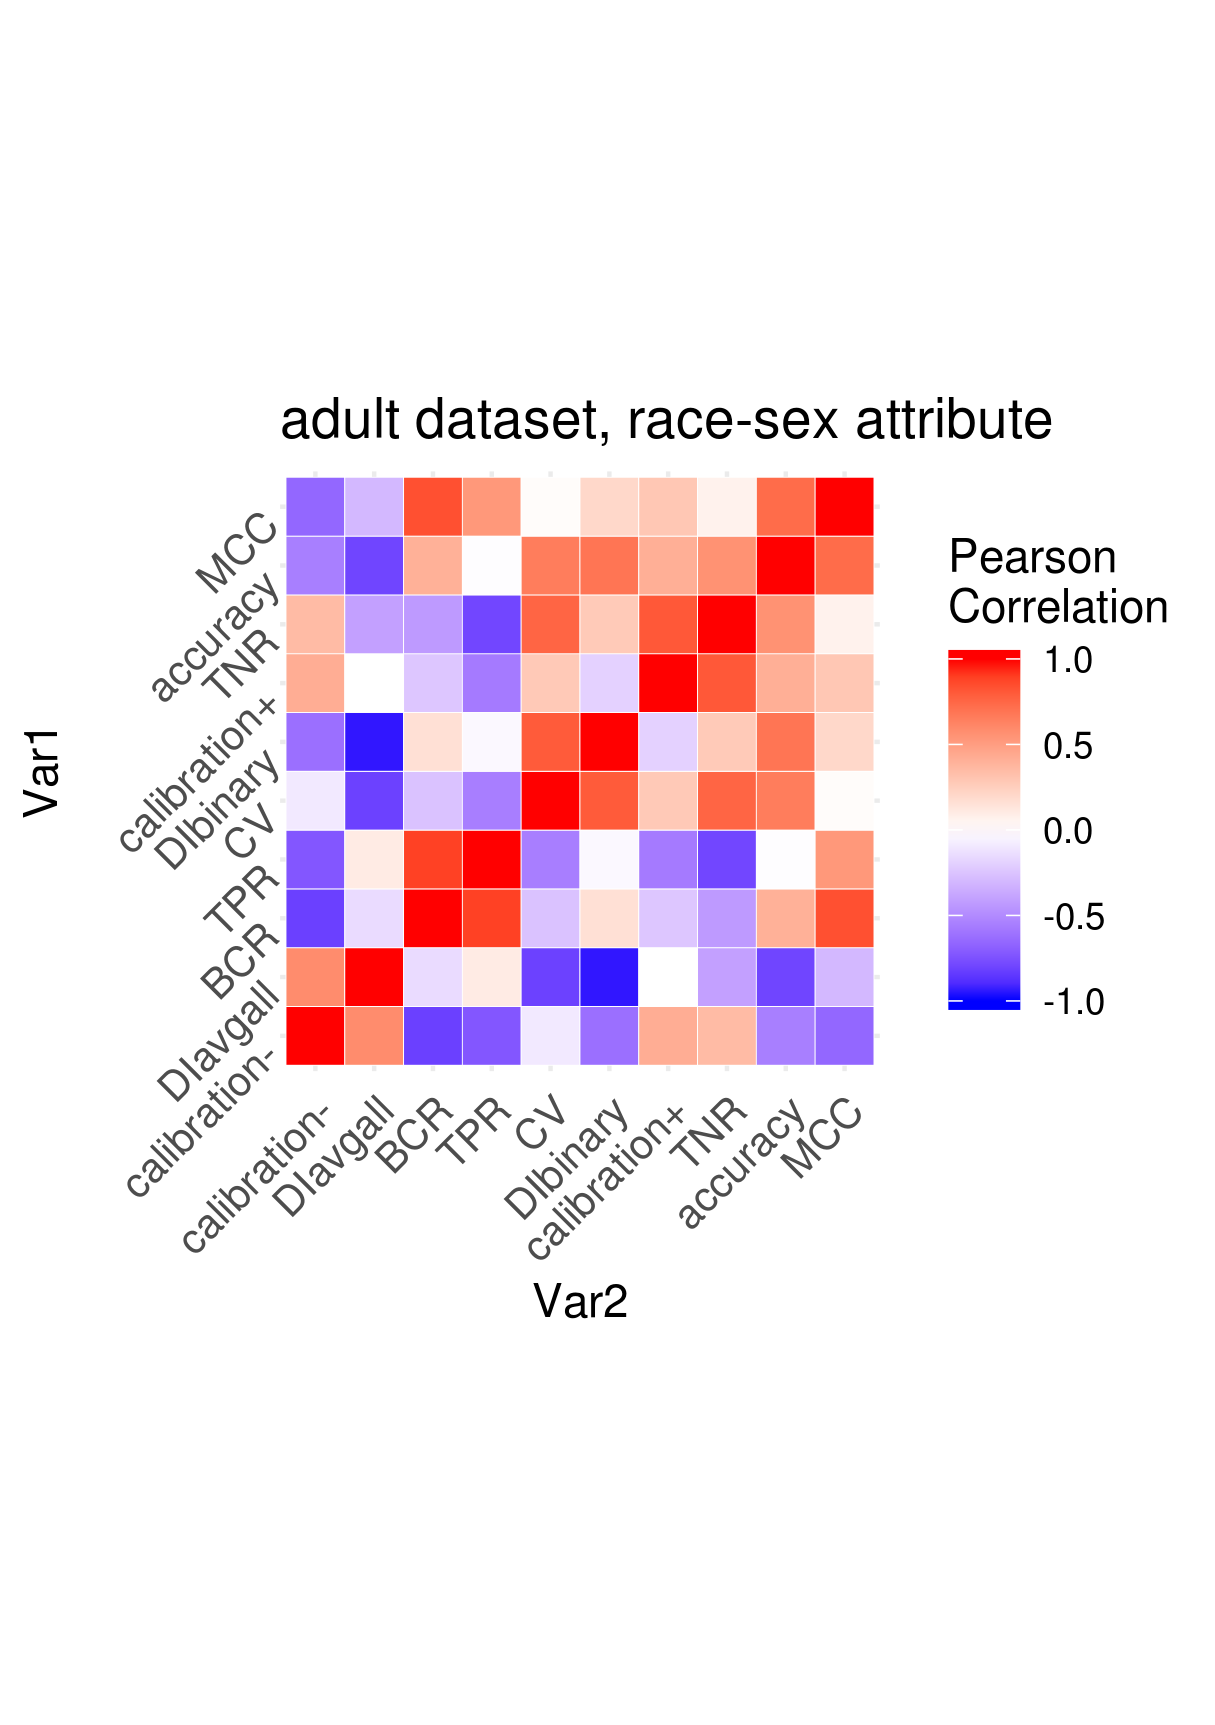 adult dataset, race-sex attribute
MCC
accuracy
TNR
calibration+
DIbinary
CV
TPR
BCR
DIavgall
calibration-
Var1
calibration-
DIavgall
BCR
TPR
CV
DIbinary
calibration+
TNR
accuracy
MCC
Var2
Pearson
Correlation
1.0
0.5
0.0
-0.5
-1.0